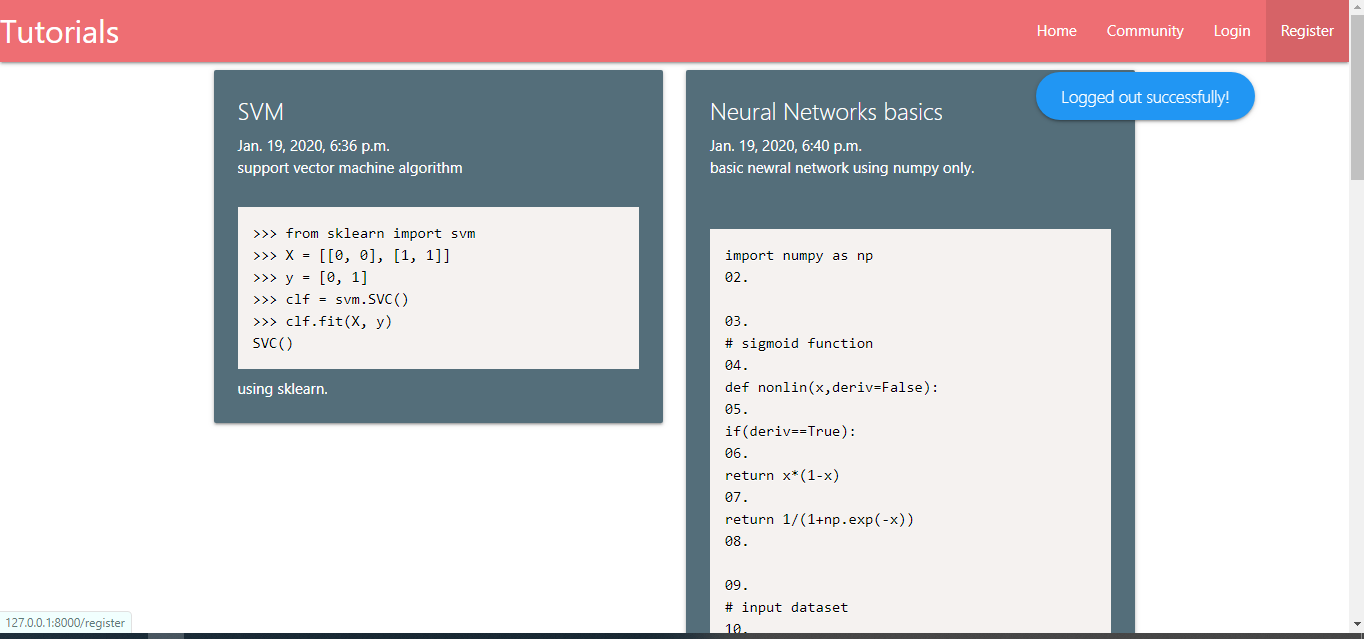 Tutorials
Home
Community
Login
Register
Logged out successfully!
SVM
Jan. 19, 2020, 6:36 p.m.
support vector machine algorithm
>>> from sklearn import svm
>>> X = [[0, 0], [1, 1]]
>>> y = [0, 1]
>>> clf = svm.SVC()
>>> clf.fit(X, y)
SVC()
using sklearn.
Neural Networks basics
Jan. 19, 2020, 6:40 p.m.
basic newral network using numpy only.
import numpy as np
02.
03.
# sigmoid function
04.
def nonlin(x,deriv=False):
05.
if(deriv==True):
06.
return x*(1-x)
07.
return 1/(1+np.exp(-x))
08.
09.
# input dataset
10.
127.0.0.1:8000/register